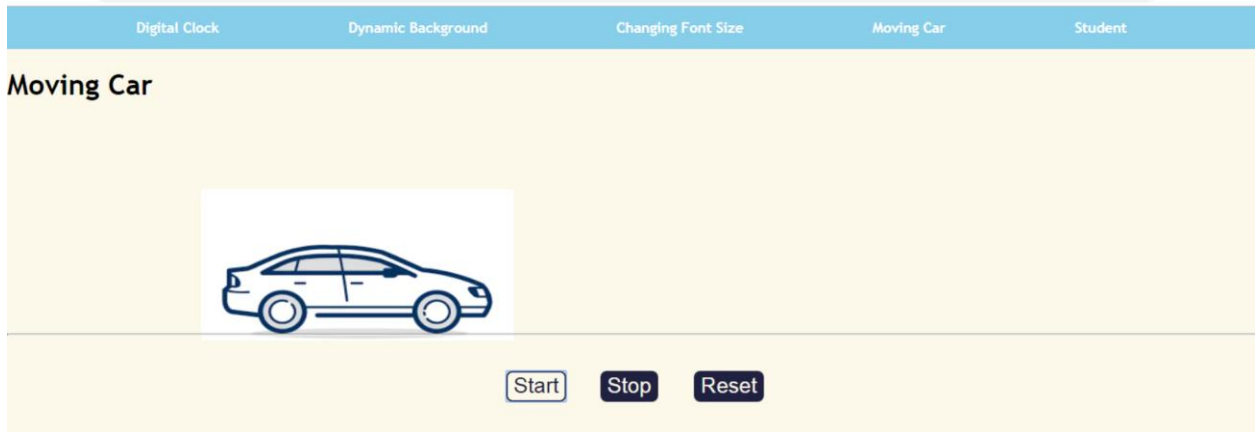 Digital Clock Dynamic Background Changing Font Size Moving Car Student
Moving Car
Start Stop Reset